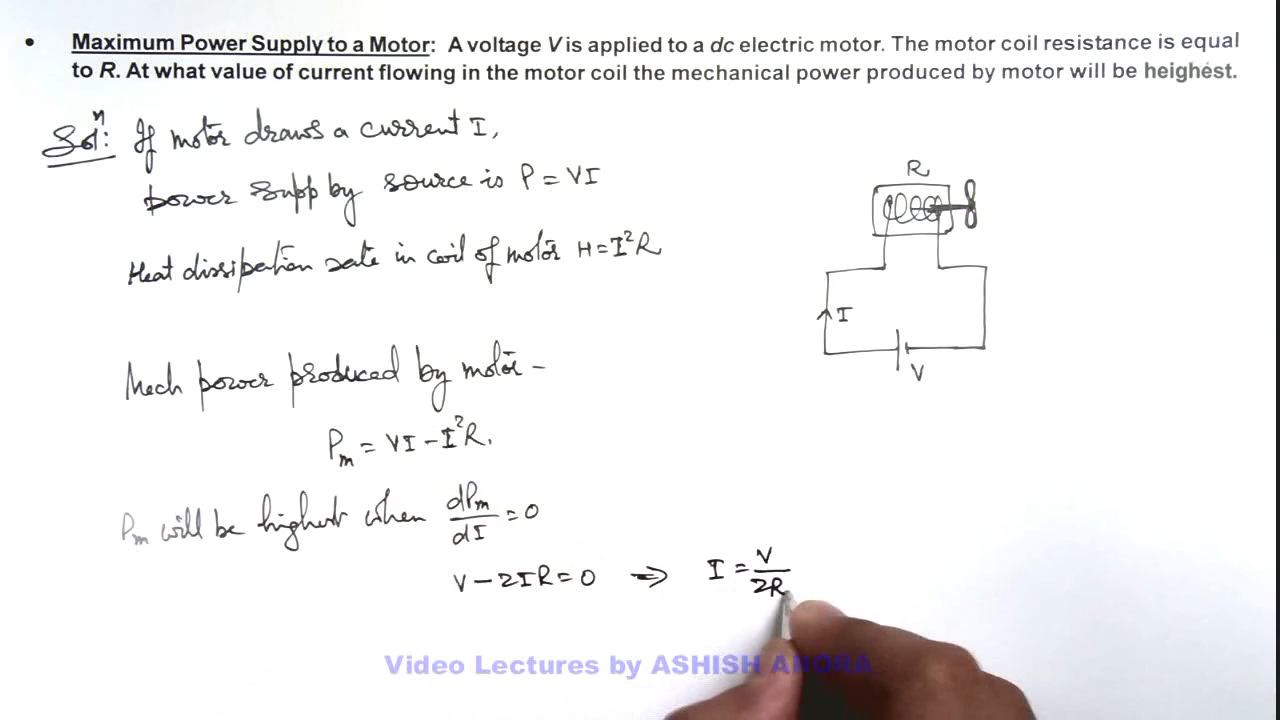 • Maximum Power Supply to a Motor: A voltage V is applied to a dc electric motor. The motor coil resistance is equal
to R. At what value of current flowing in the motor coil the mechanical power produced by motor will be heighest.
Solⁿ: If motor draws a current I,
power supp by source is P = VI
Heat dissipation rate in coil of motor H = I²R
Mech power produced by motor –
Pm = VI – I²R.
Pm will be highest when dPm/dI = 0
V – 2IR = 0 ⇒ I = V/2R
R
I
V
Video Lectures by ASHISH ARORA